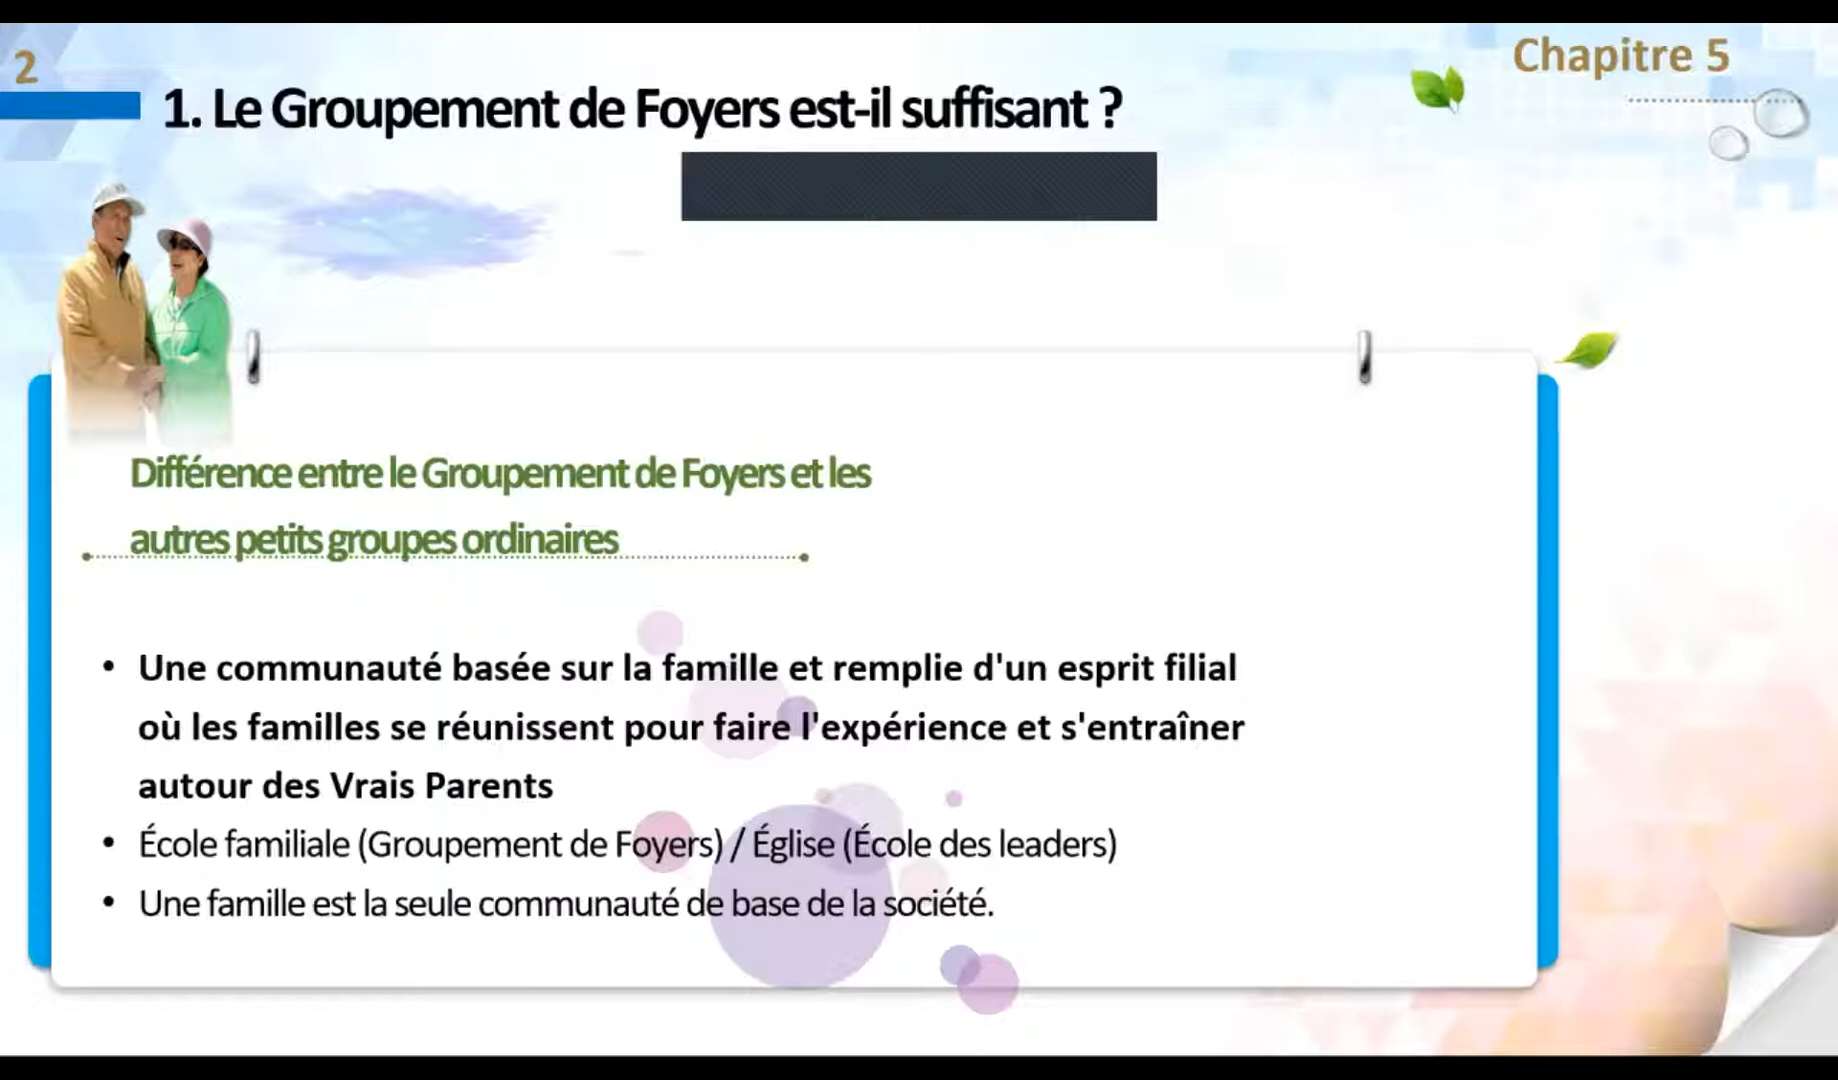 2
Chapitre 5
1. Le Groupement de Foyers est-il suffisant ?
Différence entre le Groupement de Foyers et les
autres petits groupes ordinaires
• Une communauté basée sur la famille et remplie d'un esprit filial
où les familles se réunissent pour faire l'expérience et s'entraîner
autour des Vrais Parents
• École familiale (Groupement de Foyers) / Église (École des leaders)
• Une famille est la seule communauté de base de la société.